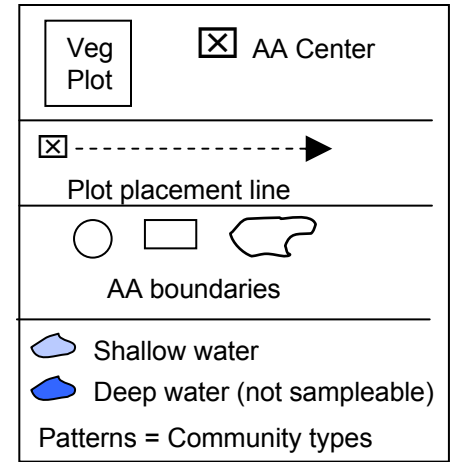 Veg
Plot
AA Center
Plot placement line
AA boundaries
Shallow water
Deep water (not sampleable)
Patterns = Community types